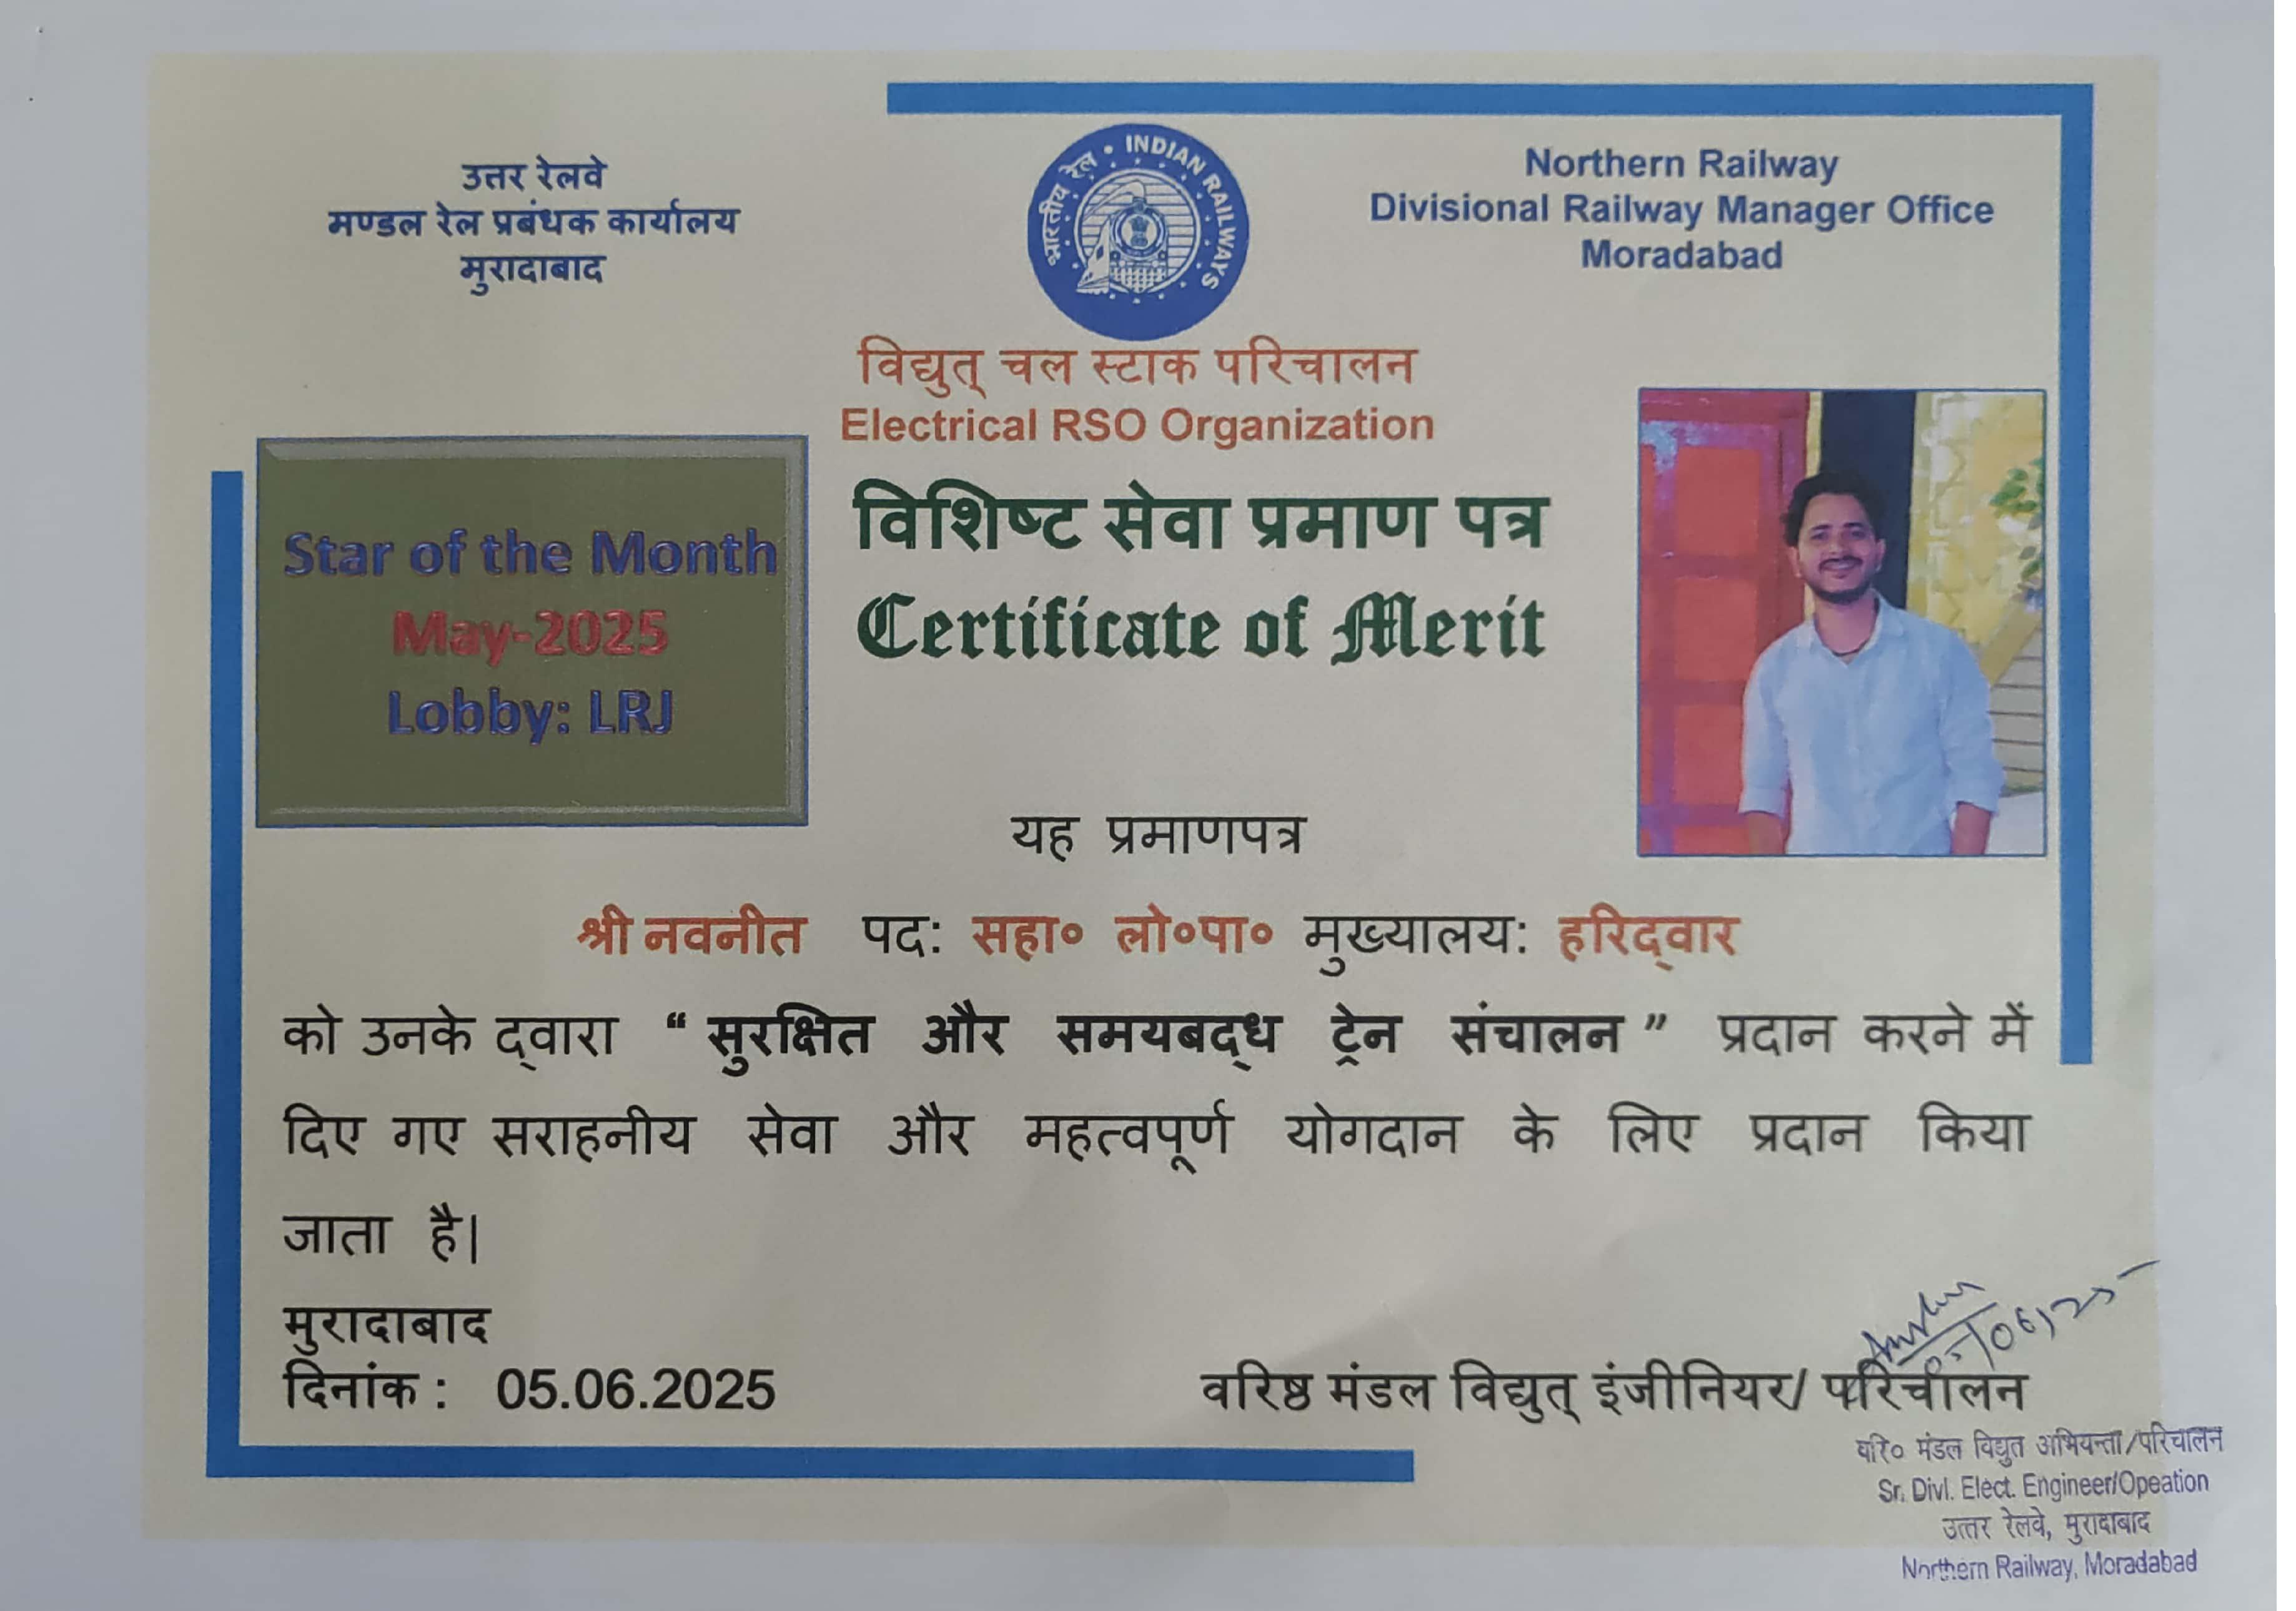 उत्तर रेलवे
मण्डल रेल प्रबंधक कार्यालय
मुरादाबाद
भारतीय रेल • INDIAN RAILWAYS
Northern Railway
Divisional Railway Manager Office
Moradabad
विद्युत् चल स्टाक परिचालन
Electrical RSO Organization
Star of the Month
May-2025
Lobby: LRJ
विशिष्ट सेवा प्रमाण पत्र
Certificate of Merit
यह प्रमाणपत्र
श्री नवनीत पद: सहा० लो०पा० मुख्यालय: हरिद्वार
को उनके द्वारा “ सुरक्षित और समयबद्ध ट्रेन संचालन ” प्रदान करने में
दिए गए सराहनीय सेवा और महत्वपूर्ण योगदान के लिए प्रदान किया
जाता है|
मुरादाबाद
दिनांक : 05.06.2025
वरिष्ठ मंडल विद्युत् इंजीनियर/ परिचालन
वरि० मंडल विद्युत अभियन्ता/परिचालन
Sr. Divl. Elect. Engineer/Opeation
उत्तर रेलवे, मुरादाबाद
Northern Railway, Moradabad